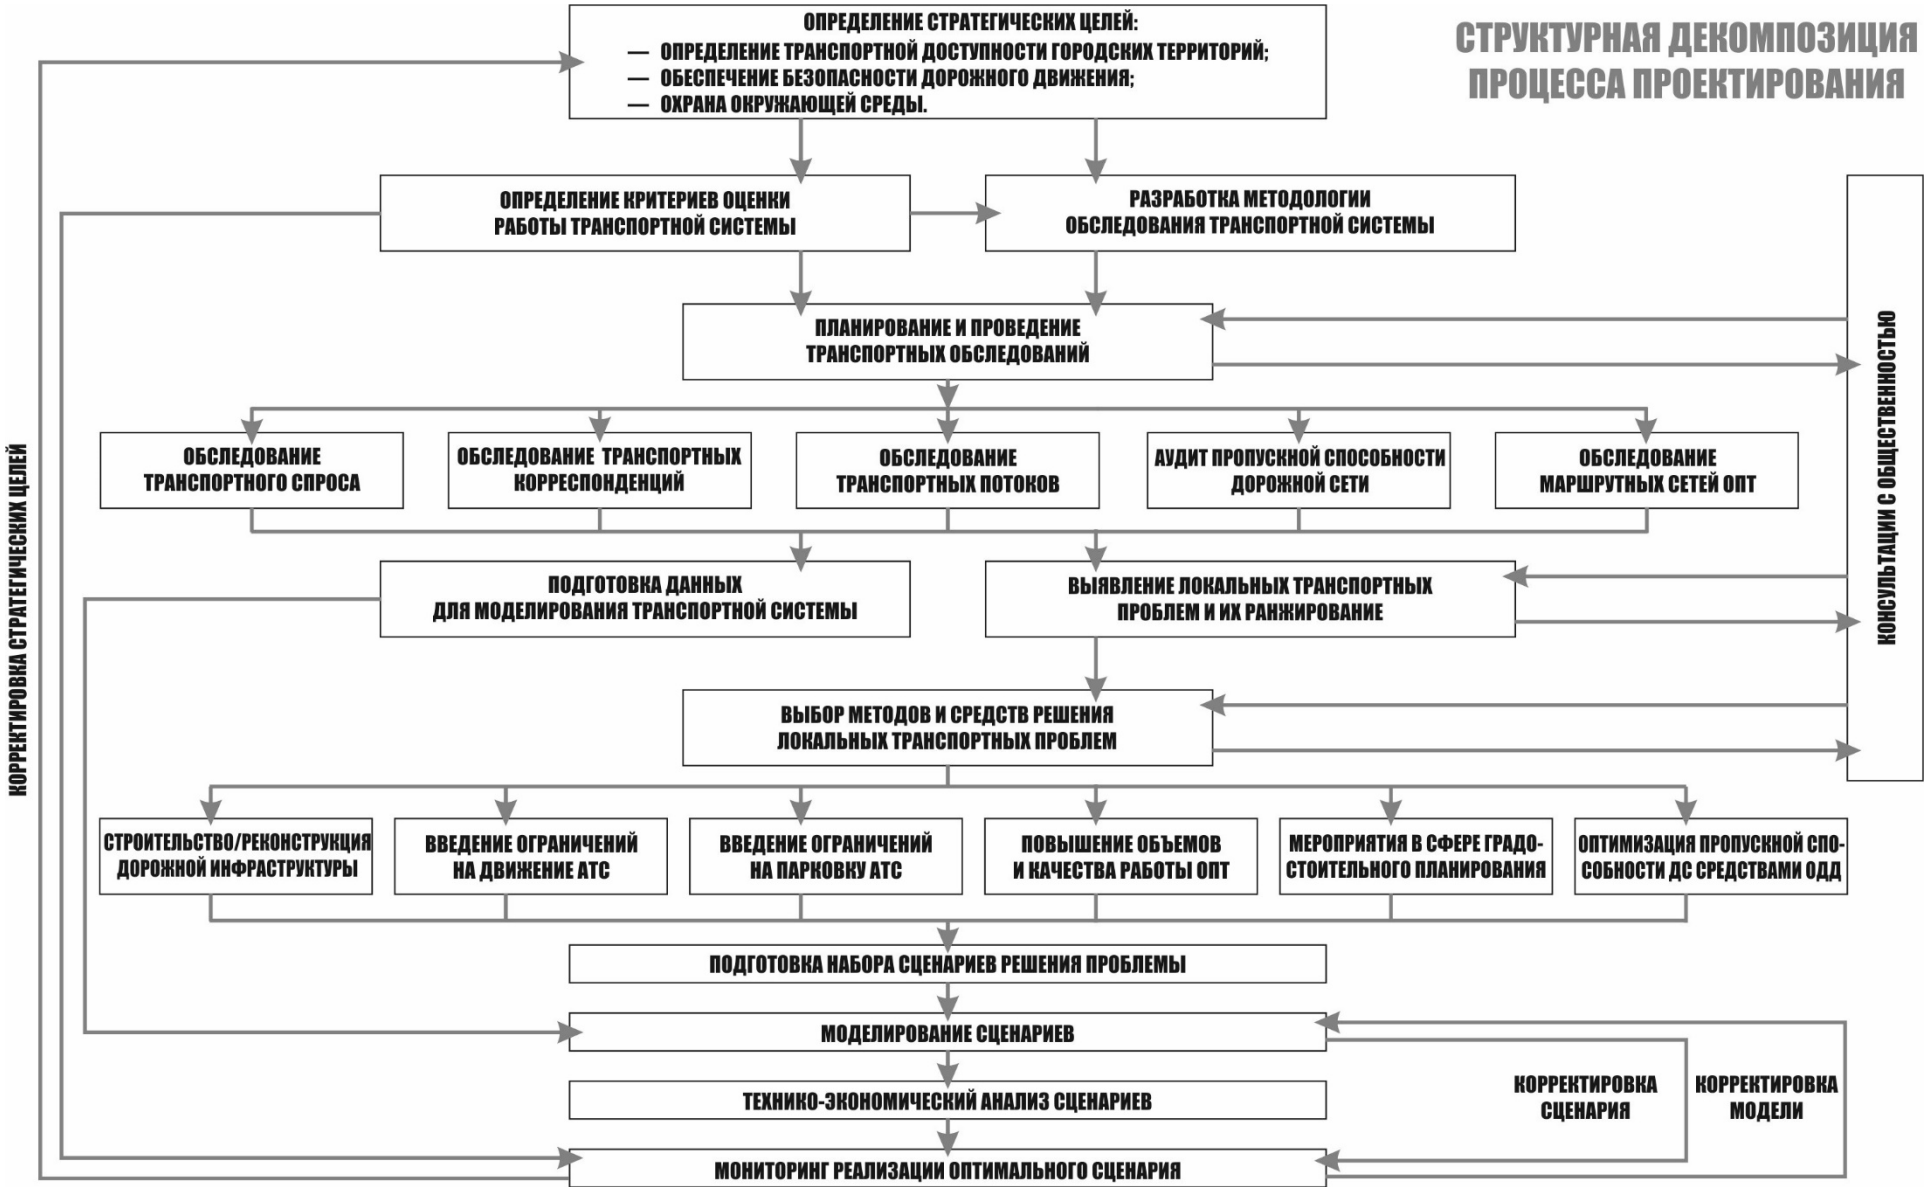 СТРУКТУРНАЯ ДЕКОМПОЗИЦИЯ
ПРОЦЕССА ПРОЕКТИРОВАНИЯ
ОПРЕДЕЛЕНИЕ СТРАТЕГИЧЕСКИХ ЦЕЛЕЙ:
— ОПРЕДЕЛЕНИЕ ТРАНСПОРТНОЙ ДОСТУПНОСТИ ГОРОДСКИХ ТЕРРИТОРИЙ;
— ОБЕСПЕЧЕНИЕ БЕЗОПАСНОСТИ ДОРОЖНОГО ДВИЖЕНИЯ;
— ОХРАНА ОКРУЖАЮЩЕЙ СРЕДЫ.
ОПРЕДЕЛЕНИЕ КРИТЕРИЕВ ОЦЕНКИ
РАБОТЫ ТРАНСПОРТНОЙ СИСТЕМЫ
РАЗРАБОТКА МЕТОДОЛОГИИ
ОБСЛЕДОВАНИЯ ТРАНСПОРТНОЙ СИСТЕМЫ
ПЛАНИРОВАНИЕ И ПРОВЕДЕНИЕ
ТРАНСПОРТНЫХ ОБСЛЕДОВАНИЙ
КОНСУЛЬТАЦИИ С ОБЩЕСТВЕННОСТЬЮ
КОРРЕКТИРОВКА СТРАТЕГИЧЕСКИХ ЦЕЛЕЙ
ОБСЛЕДОВАНИЕ
ТРАНСПОРТНОГО СПРОСА
ОБСЛЕДОВАНИЕ ТРАНСПОРТНЫХ
КОРРЕСПОНДЕНЦИЙ
ОБСЛЕДОВАНИЕ
ТРАНСПОРТНЫХ ПОТОКОВ
АУДИТ ПРОПУСКНОЙ СПОСОБНОСТИ
ДОРОЖНОЙ СЕТИ
ОБСЛЕДОВАНИЕ
МАРШРУТНЫХ СЕТЕЙ ОПТ
ПОДГОТОВКА ДАННЫХ
ДЛЯ МОДЕЛИРОВАНИЯ ТРАНСПОРТНОЙ СИСТЕМЫ
ВЫЯВЛЕНИЕ ЛОКАЛЬНЫХ ТРАНСПОРТНЫХ
ПРОБЛЕМ И ИХ РАНЖИРОВАНИЕ
ВЫБОР МЕТОДОВ И СРЕДСТВ РЕШЕНИЯ
ЛОКАЛЬНЫХ ТРАНСПОРТНЫХ ПРОБЛЕМ
СТРОИТЕЛЬСТВО/РЕКОНСТРУКЦИЯ
ДОРОЖНОЙ ИНФРАСТРУКТУРЫ
ВВЕДЕНИЕ ОГРАНИЧЕНИЙ
НА ДВИЖЕНИЕ АТС
ВВЕДЕНИЕ ОГРАНИЧЕНИЙ
НА ПАРКОВКУ АТС
ПОВЫШЕНИЕ ОБЪЕМОВ
И КАЧЕСТВА РАБОТЫ ОПТ
МЕРОПРИЯТИЯ В СФЕРЕ ГРАДО-
СТОИТЕЛЬНОГО ПЛАНИРОВАНИЯ
ОПТИМИЗАЦИЯ ПРОПУСКНОЙ СПО-
СОБНОСТИ ДС СРЕДСТВАМИ ОДД
ПОДГОТОВКА НАБОРА СЦЕНАРИЕВ РЕШЕНИЯ ПРОБЛЕМЫ
МОДЕЛИРОВАНИЕ СЦЕНАРИЕВ
ТЕХНИКО-ЭКОНОМИЧЕСКИЙ АНАЛИЗ СЦЕНАРИЕВ
КОРРЕКТИРОВКА
СЦЕНАРИЯ
КОРРЕКТИРОВКА
МОДЕЛИ
МОНИТОРИНГ РЕАЛИЗАЦИИ ОПТИМАЛЬНОГО СЦЕНАРИЯ